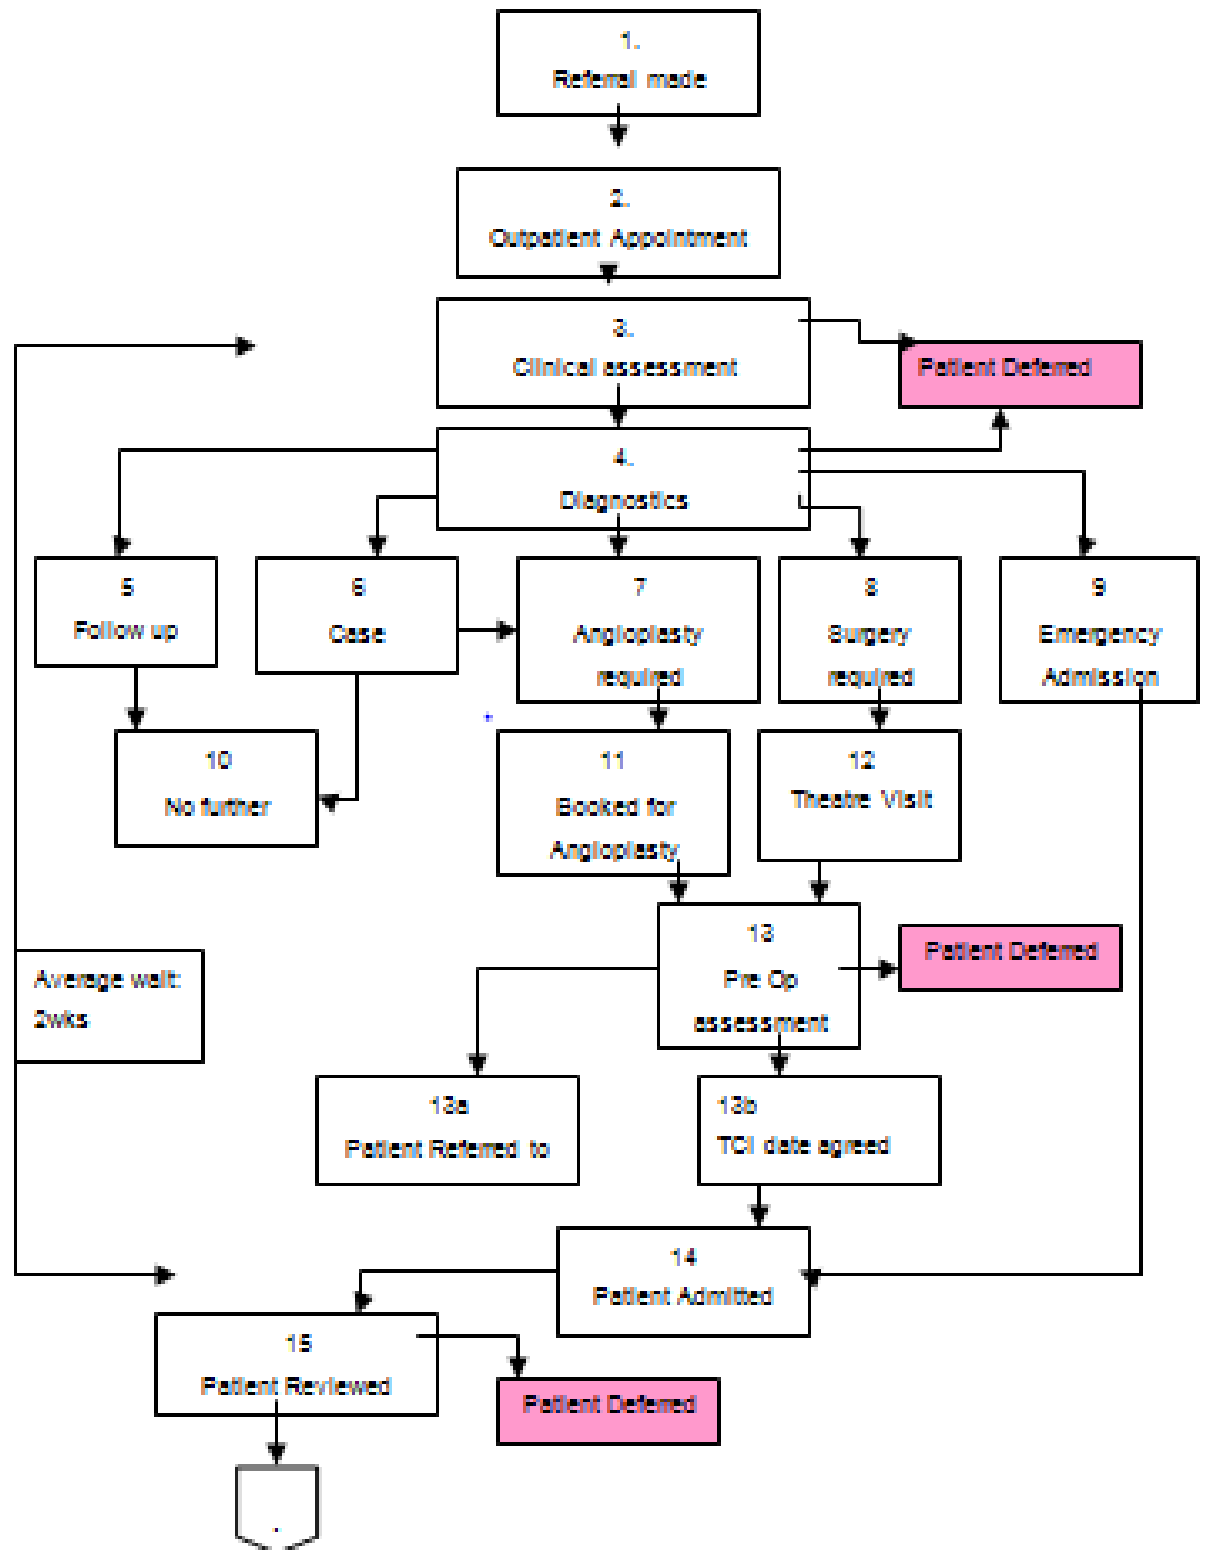 1.
Referral made
2.
Outpatient Appointment
3.
Clinical assessment
Patient Deferred
4.
Diagnostics
5
Follow up
6
Case
7
Angioplasty
required
8
Surgery
required
9
Emergency
Admission
10
No further
11
Booked for
Angioplasty
12
Theatre Visit
13
Pre Op
assessment
Patient Deferred
Average wait:
2wks
13a
Patient Referred to
13b
TCI date agreed
14
Patient Admitted
15
Patient Reviewed
Patient Deferred